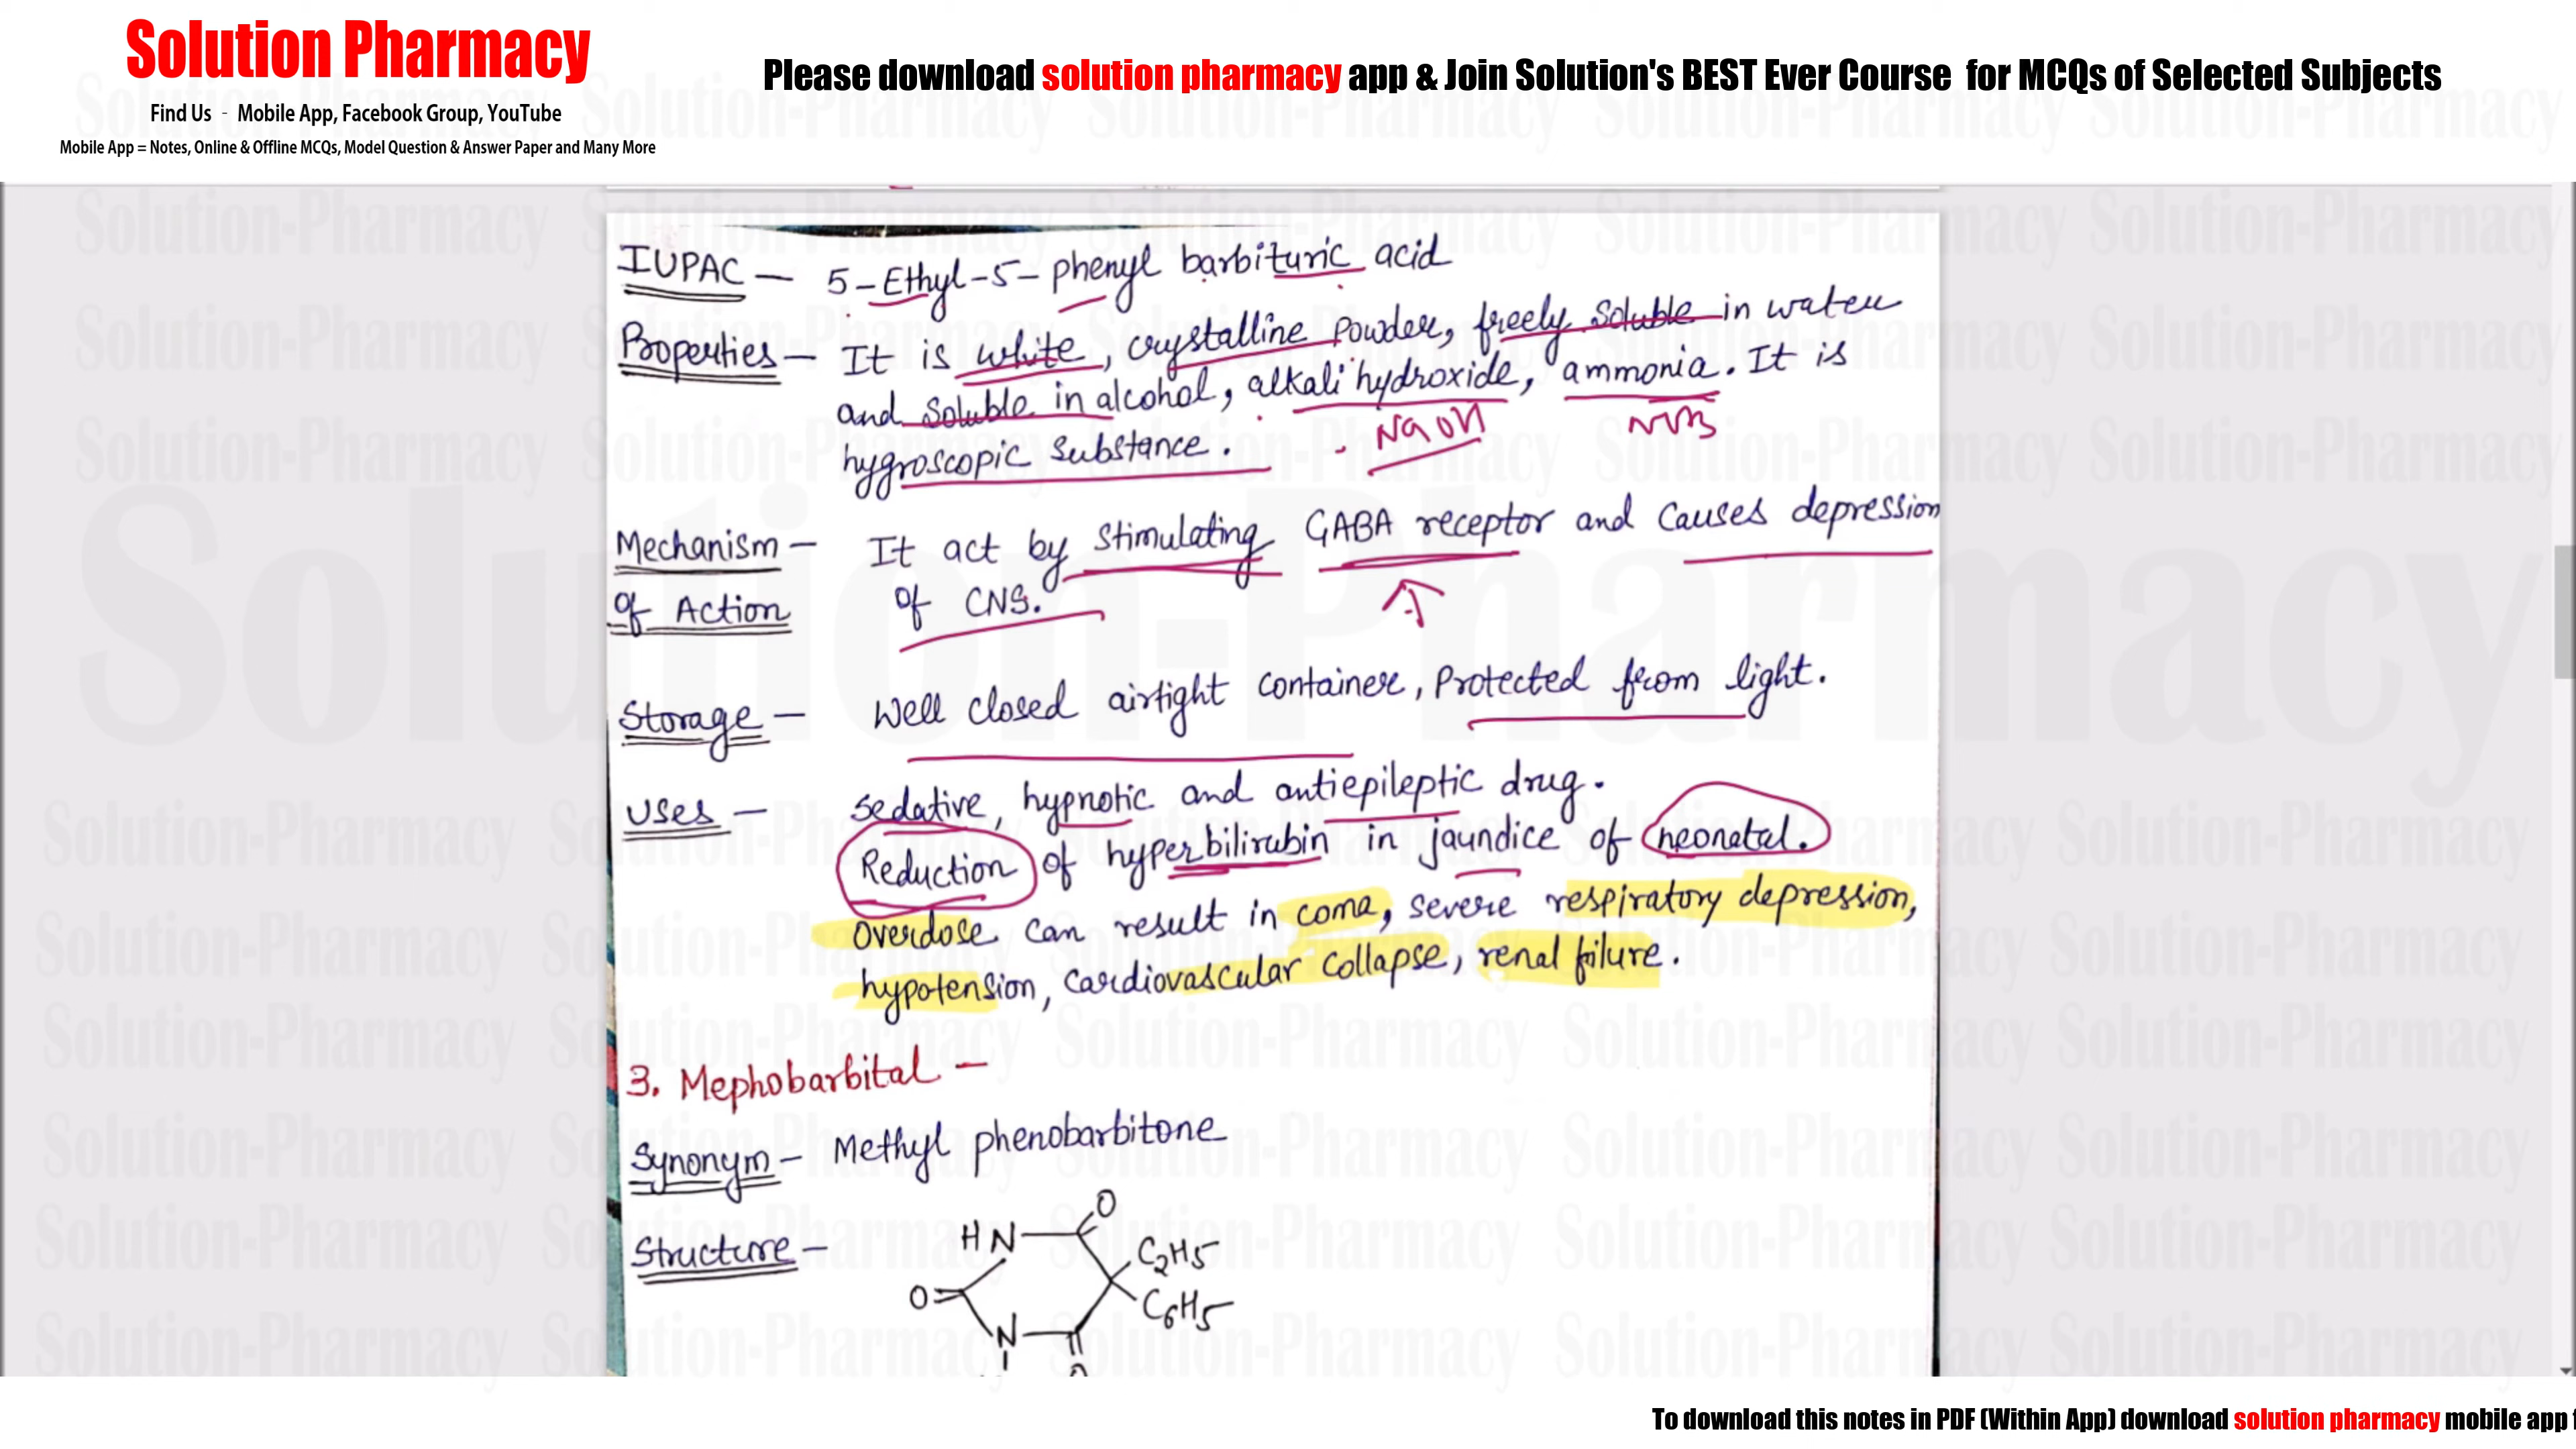 Solution Pharmacy
Find Us - Mobile App, Facebook Group, YouTube
Mobile App = Notes, Online & Offline MCQs, Model Question & Answer Paper and Many More
Please download solution pharmacy app & Join Solution's BEST Ever Course for MCQs of Selected Subjects
IUPAC — 5-Ethyl-5-phenyl barbituric acid
Properties — It is white, crystalline Powder, freely soluble in water
and soluble in alcohol, alkali hydroxide, ammonia. It is
NaOH NH3
hygroscopic substance.
Mechanism — It act by stimulating GABA receptor and causes depression
of Action of CNS.
Storage — Well closed airtight container, Protected from light.
Uses — Sedative, hypnotic and antiepileptic drug.
Reduction of hyperbilirubin in jaundice of neonatal.
Overdose can result in coma, severe respiratory depression,
hypotension, cardiovascular collapse, renal filure.
3. Mephobarbital —
Synonym — Methyl phenobarbitone
Structure —
O
HN
C2H5
O
C6H5
N
Solution-Pharmacy
To download this notes in PDF (Within App) download solution pharmacy mobile app